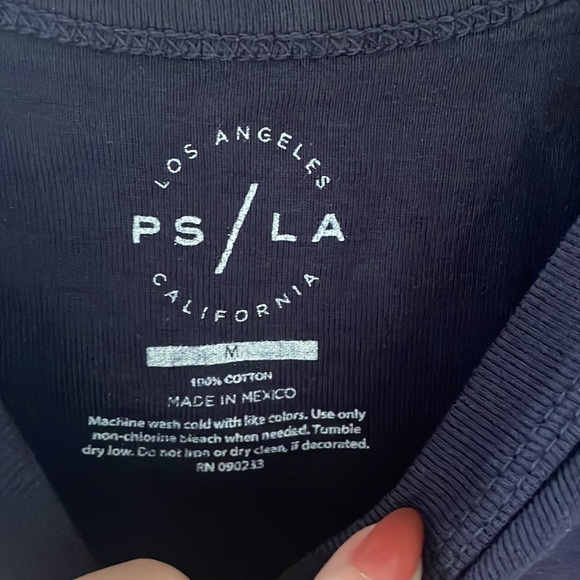 LOS ANGELES
PS/LA
CALIFORNIA
M
100% COTTON
MADE IN MEXICO
Machine wash cold with like colors. Use only
non-chlorine bleach when needed. Tumble
dry low. Do not iron or dry clean, if decorated.
RN 090233